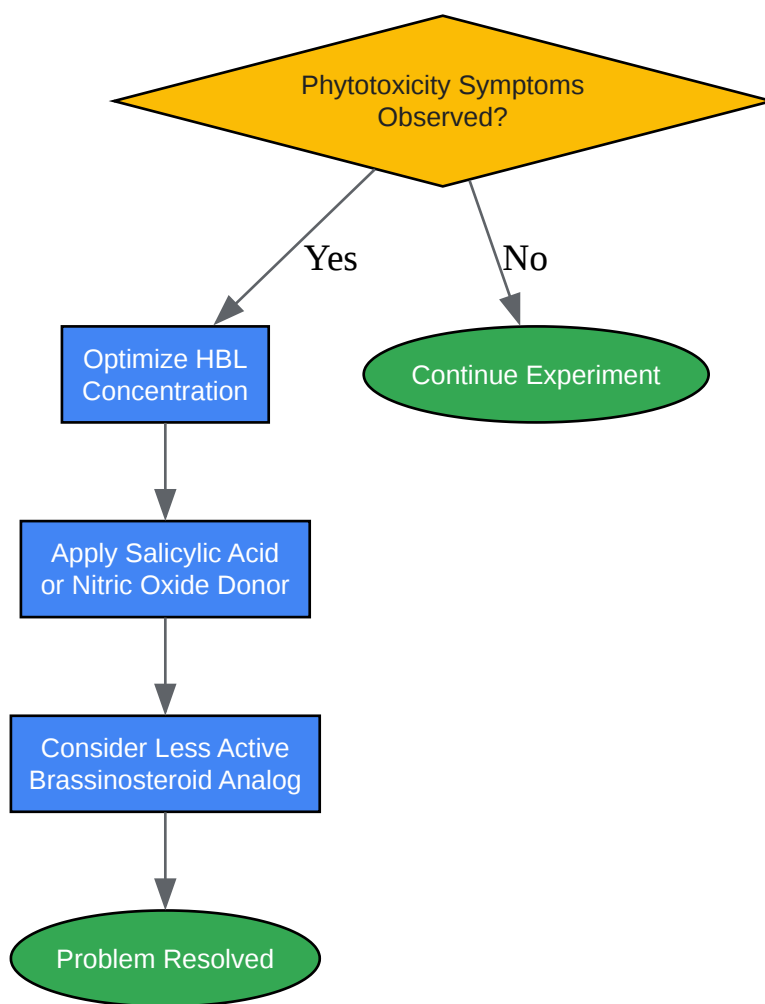 Phytotoxicity Symptoms
Observed?
Yes
No
Optimize HBL
Concentration
Continue Experiment
Apply Salicylic Acid
or Nitric Oxide Donor
Consider Less Active
Brassinosteroid Analog
Problem Resolved